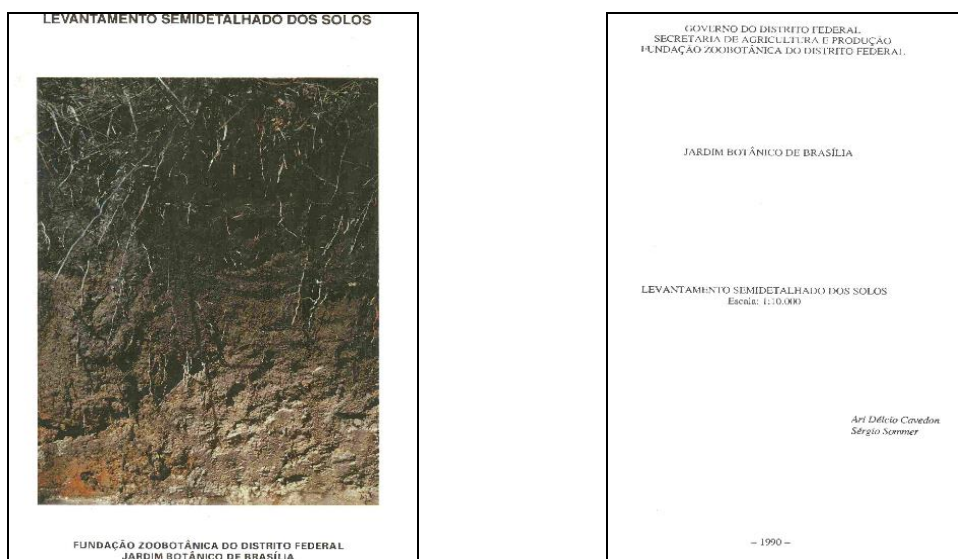 LEVANTAMENTO SEMIDETALHADO DOS SOLOS
FUNDAÇÃO ZOOBOTÂNICA DO DISTRITO FEDERAL
JARDIM BOTÂNICO DE BRASÍLIA
GOVERNO DO DISTRITO FEDERAL
SECRETARIA DE AGRICULTURA E PRODUÇÃO
FUNDAÇÃO ZOOBOTÂNICA DO DISTRITO FEDERAL
JARDIM BOTÂNICO DE BRASÍLIA
LEVANTAMENTO SEMIDETALHADO DOS SOLOS
Escala: 1:10.000
Ari Délcio Cavedon
Sérgio Sommer
– 1990 –